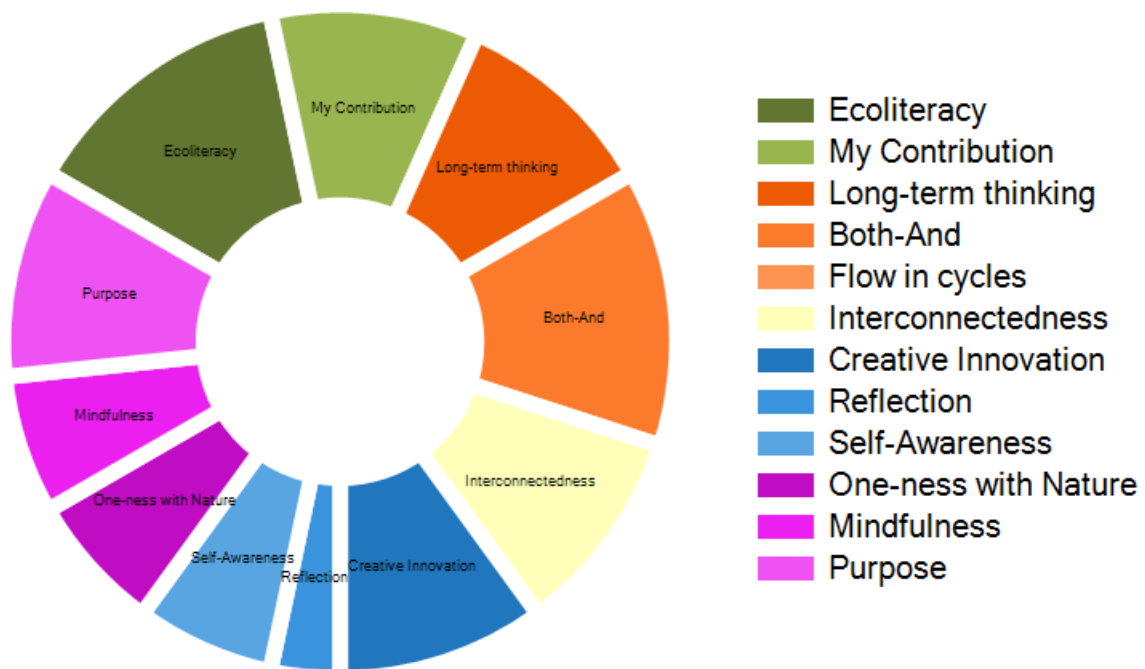 My Contribution
Ecoliteracy
Long-term thinking
Purpose
Both-And
Mindfulness
Interconnectedness
One-ness with Nature
Self-Awareness
Reflection
Creative Innovation
Ecoliteracy
My Contribution
Long-term thinking
Both-And
Flow in cycles
Interconnectedness
Creative Innovation
Reflection
Self-Awareness
One-ness with Nature
Mindfulness
Purpose